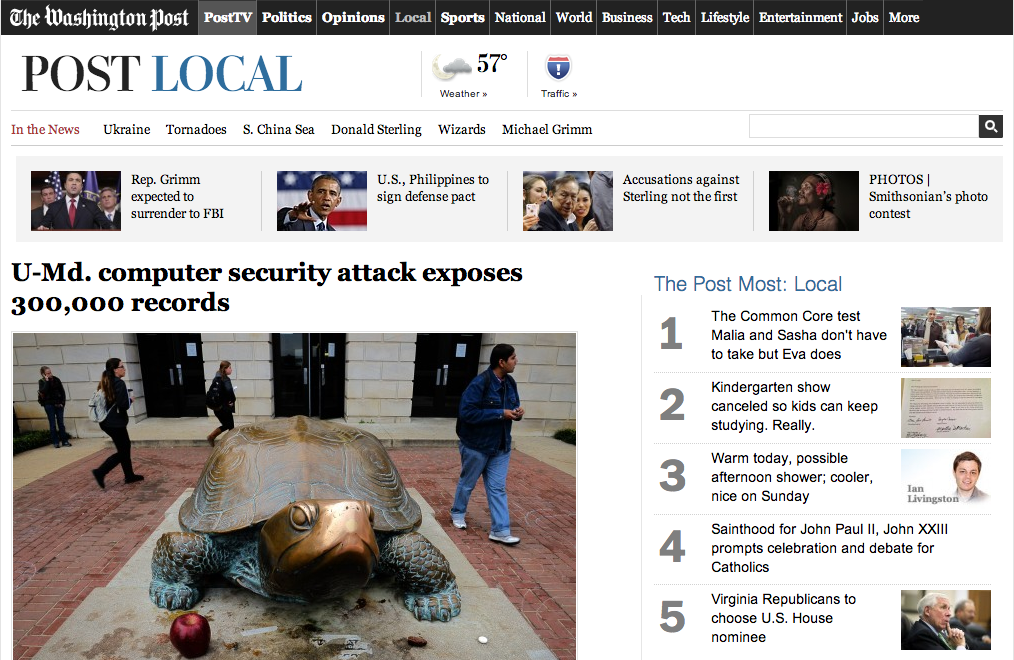 The Washington Post
PostTV Politics Opinions Local Sports National World Business Tech Lifestyle Entertainment Jobs More
POST LOCAL
57°
Weather »
Traffic »
In the News Ukraine Tornadoes S. China Sea Donald Sterling Wizards Michael Grimm
Rep. Grimm
expected to
surrender to FBI
U.S., Philippines to
sign defense pact
Accusations against
Sterling not the first
PHOTOS |
Smithsonian's photo
contest
U-Md. computer security attack exposes
300,000 records
The Post Most: Local
1
The Common Core test
Malia and Sasha don't have
to take but Eva does
2
Kindergarten show
canceled so kids can keep
studying. Really.
3
Warm today, possible
afternoon shower; cooler,
nice on Sunday
Ian
Livingston
4
Sainthood for John Paul II, John XXIII
prompts celebration and debate for
Catholics
5
Virginia Republicans to
choose U.S. House
nominee